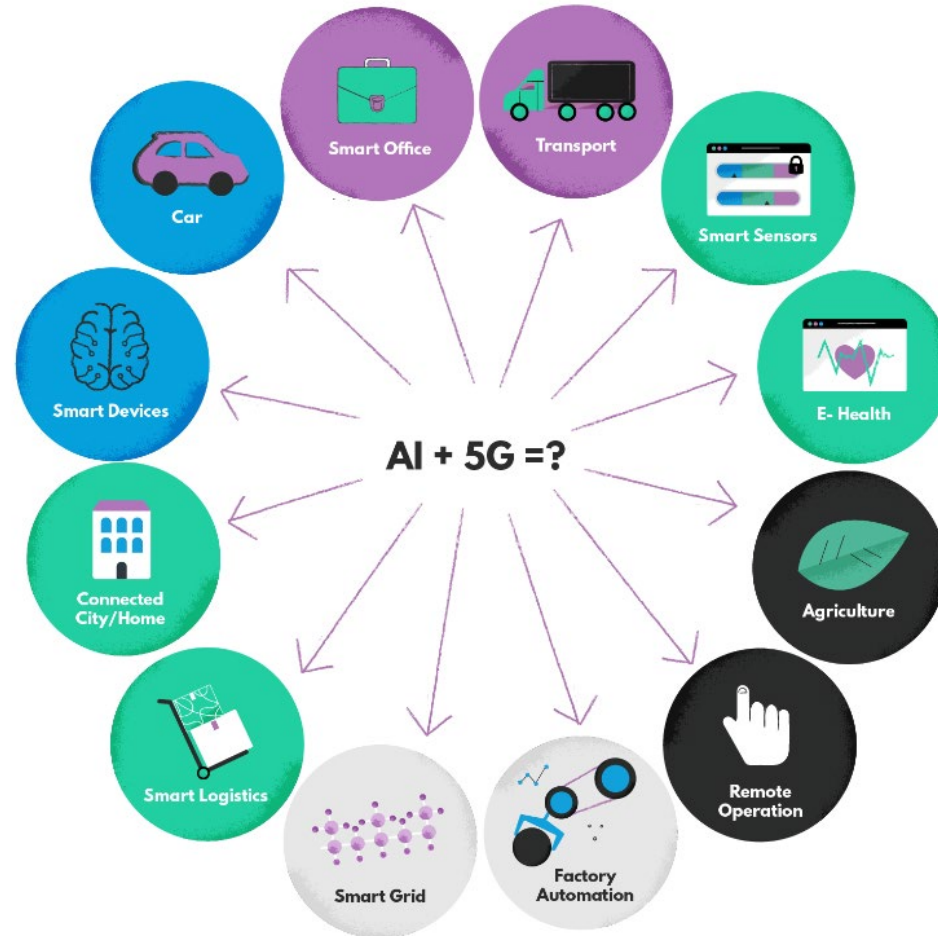 Smart Office
Transport
Car
Smart Sensors
Smart Devices
E- Health
AI + 5G =?
Connected
City/Home
Agriculture
Smart Logistics
Remote
Operation
Smart Grid
Factory
Automation